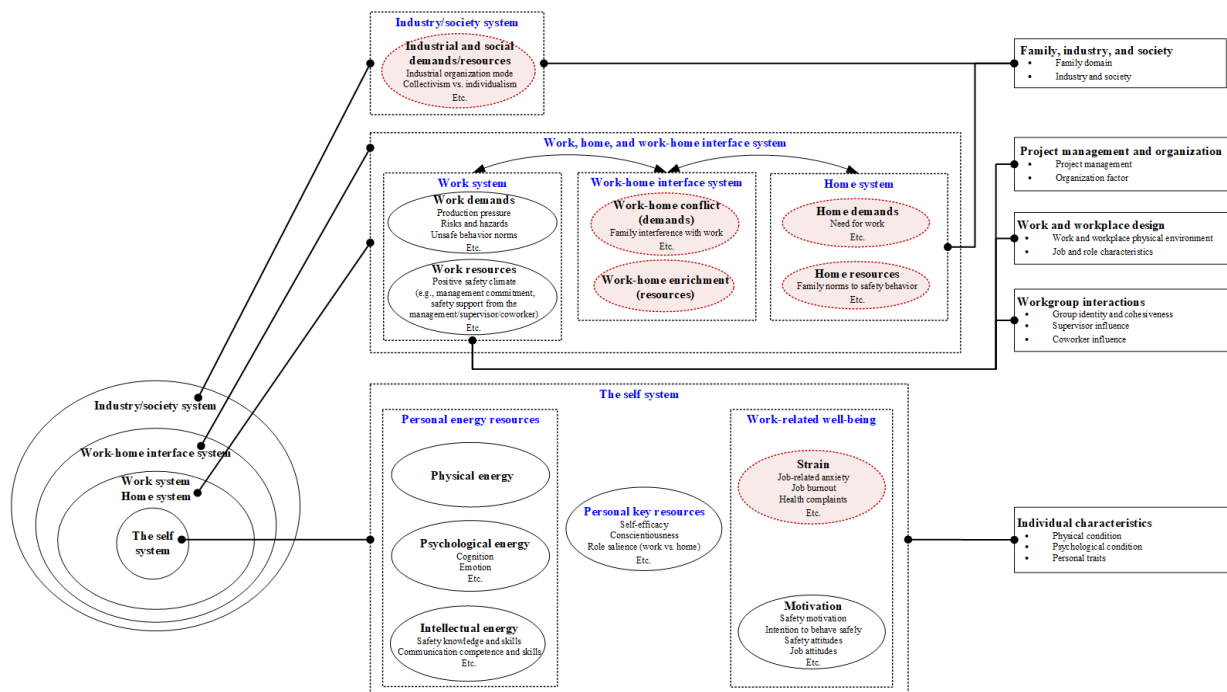 Industry/society system
Industrial and social
demands/resources
Industrial organization mode
Collectivism vs. individualism
Etc.
Family, industry, and society
• Family domain
• Industry and society
Work, home, and work-home interface system
Work system
Work demands
Production pressure
Risks and hazards
Unsafe behavior norms
Etc.
Work resources
Positive safety climate
(e.g., management commitment,
safety support from the
management/supervisor/coworker)
Etc.
Work-home interface system
Work-home conflict
(demands)
Family interference with work
Etc.
Work-home enrichment
(resources)
Home system
Home demands
Need for work
Etc.
Home resources
Family norms to safety behavior
Etc.
Project management and organization
• Project management
• Organization factor
Work and workplace design
• Work and workplace physical environment
• Job and role characteristics
Workgroup interactions
• Group identity and cohesiveness
• Supervisor influence
• Coworker influence
Industry/society system
Work-home interface system
Work system
Home system
The self
system
The self system
Personal energy resources
Physical energy
Psychological energy
Cognition
Emotion
Etc.
Intellectual energy
Safety knowledge and skills
Communication competence and skills
Etc.
Personal key resources
Self-efficacy
Conscientiousness
Role salience (work vs. home)
Etc.
Work-related well-being
Strain
Job-related anxiety
Job burnout
Health complaints
Etc.
Motivation
Safety motivation
Intention to behave safely
Safety attitudes
Job attitudes
Etc.
Individual characteristics
• Physical condition
• Psychological condition
• Personal traits